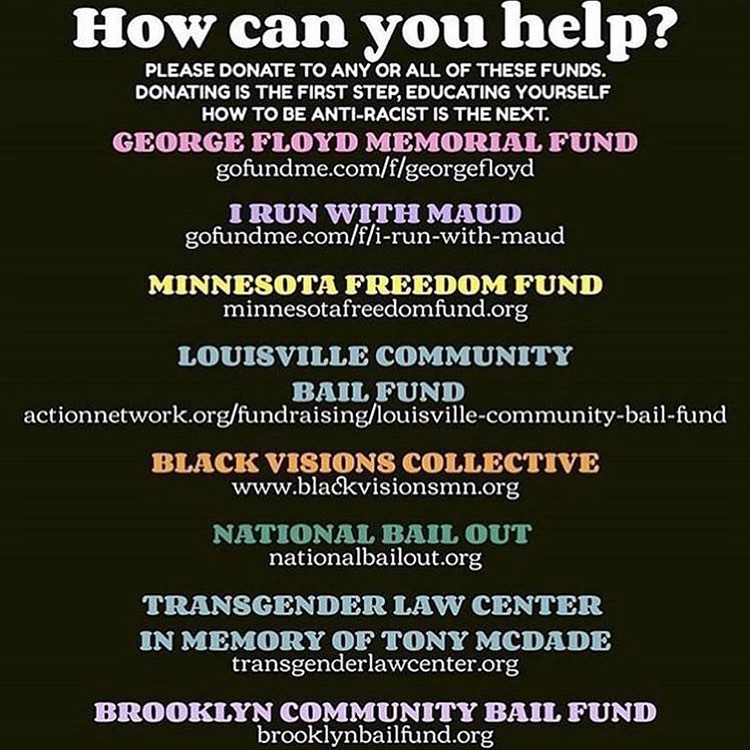 How can you help?
PLEASE DONATE TO ANY OR ALL OF THESE FUNDS.
DONATING IS THE FIRST STEP, EDUCATING YOURSELF
HOW TO BE ANTI-RACIST IS THE NEXT.
GEORGE FLOYD MEMORIAL FUND
gofundme.com/f/georgefloyd
I RUN WITH MAUD
gofundme.com/f/i-run-with-maud
MINNESOTA FREEDOM FUND
minnesotafreedomfund.org
LOUISVILLE COMMUNITY
BAIL FUND
actionnetwork.org/fundraising/louisville-community-bail-fund
BLACK VISIONS COLLECTIVE
www.blackvisionsmn.org
NATIONAL BAIL OUT
nationalbailout.org
TRANSGENDER LAW CENTER
IN MEMORY OF TONY MCDADE
transgenderlawcenter.org
BROOKLYN COMMUNITY BAIL FUND
brooklynbailfund.org